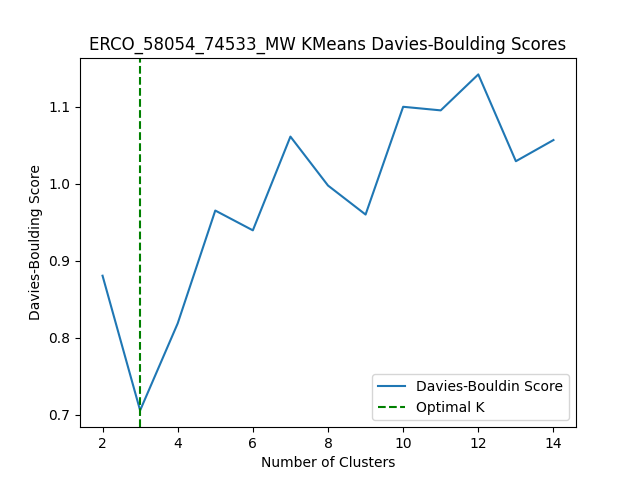 ERCO_58054_74533_MW KMeans Davies-Boulding Scores
Davies-Boulding Score
1.1
1.0
0.9
0.8
0.7
Davies-Bouldin Score
Optimal K
2 4 6 8 10 12 14
Number of Clusters